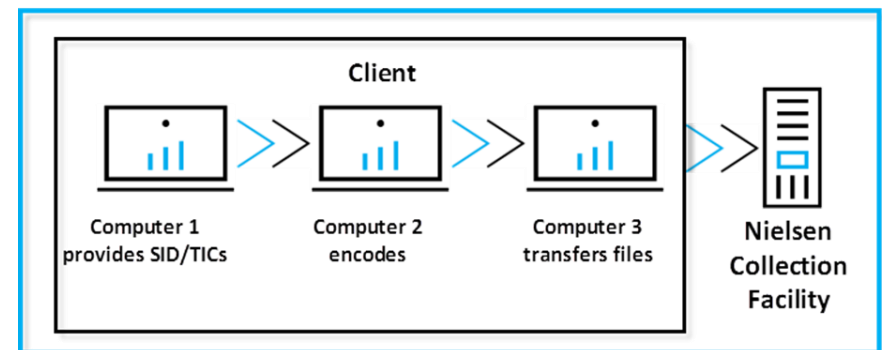 Client
Computer 1
provides SID/TICs
Computer 2
encodes
Computer 3
transfers files
Nielsen
Collection
Facility